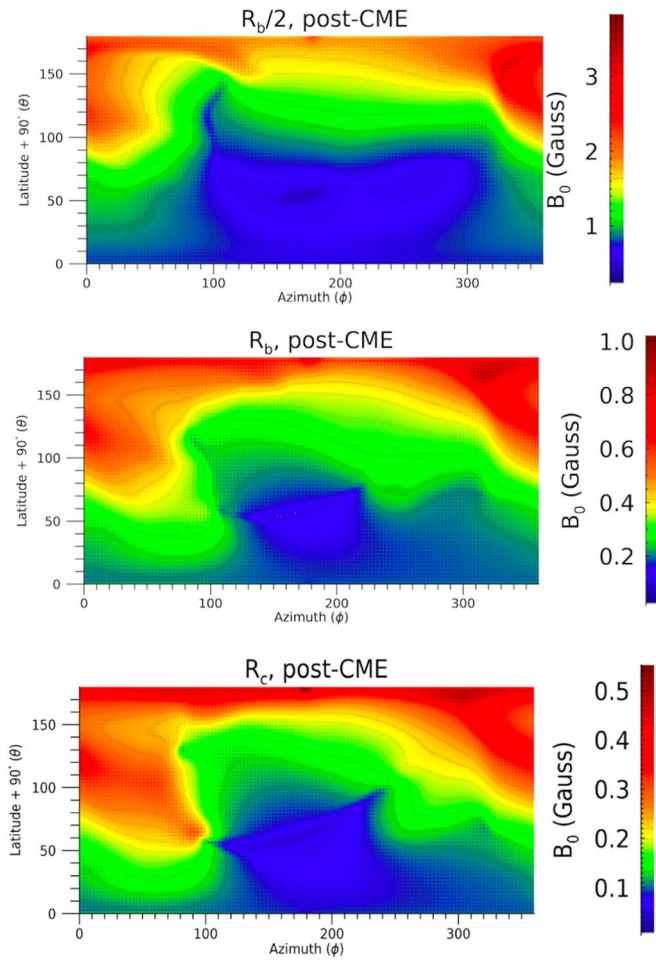 R_b/2, post-CME
Latitude + 90° (θ)
150
100
50
0
0 100 200 300
Azimuth (ϕ)
3
2
1
B_0 (Gauss)
R_b, post-CME
Latitude + 90° (θ)
150
100
50
0
0 100 200 300
Azimuth (ϕ)
1.0
0.8
0.6
0.4
0.2
B_0 (Gauss)
R_c, post-CME
Latitude + 90° (θ)
150
100
50
0
0 100 200 300
Azimuth (ϕ)
0.5
0.4
0.3
0.2
0.1
B_0 (Gauss)